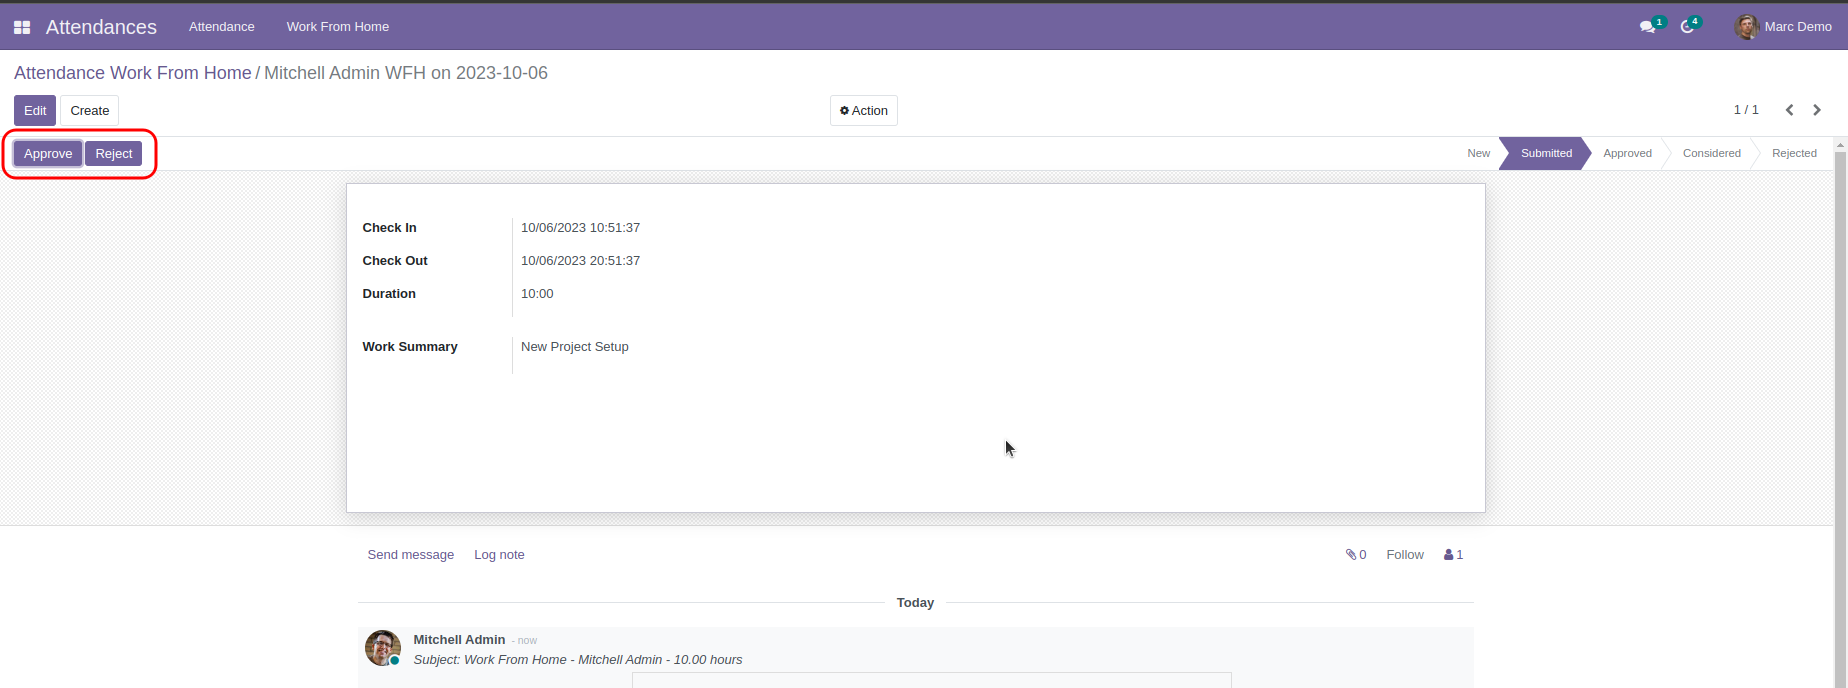 Attendances Attendance Work From Home 1 4 Marc Demo
Attendance Work From Home / Mitchell Admin WFH on 2023-10-06
Edit Create Action 1 / 1
Approve Reject New Submitted Approved Considered Rejected
Check In 10/06/2023 10:51:37
Check Out 10/06/2023 20:51:37
Duration 10:00
Work Summary New Project Setup
Send message Log note 0 Follow 1
Today
Mitchell Admin - now
Subject: Work From Home - Mitchell Admin - 10.00 hours